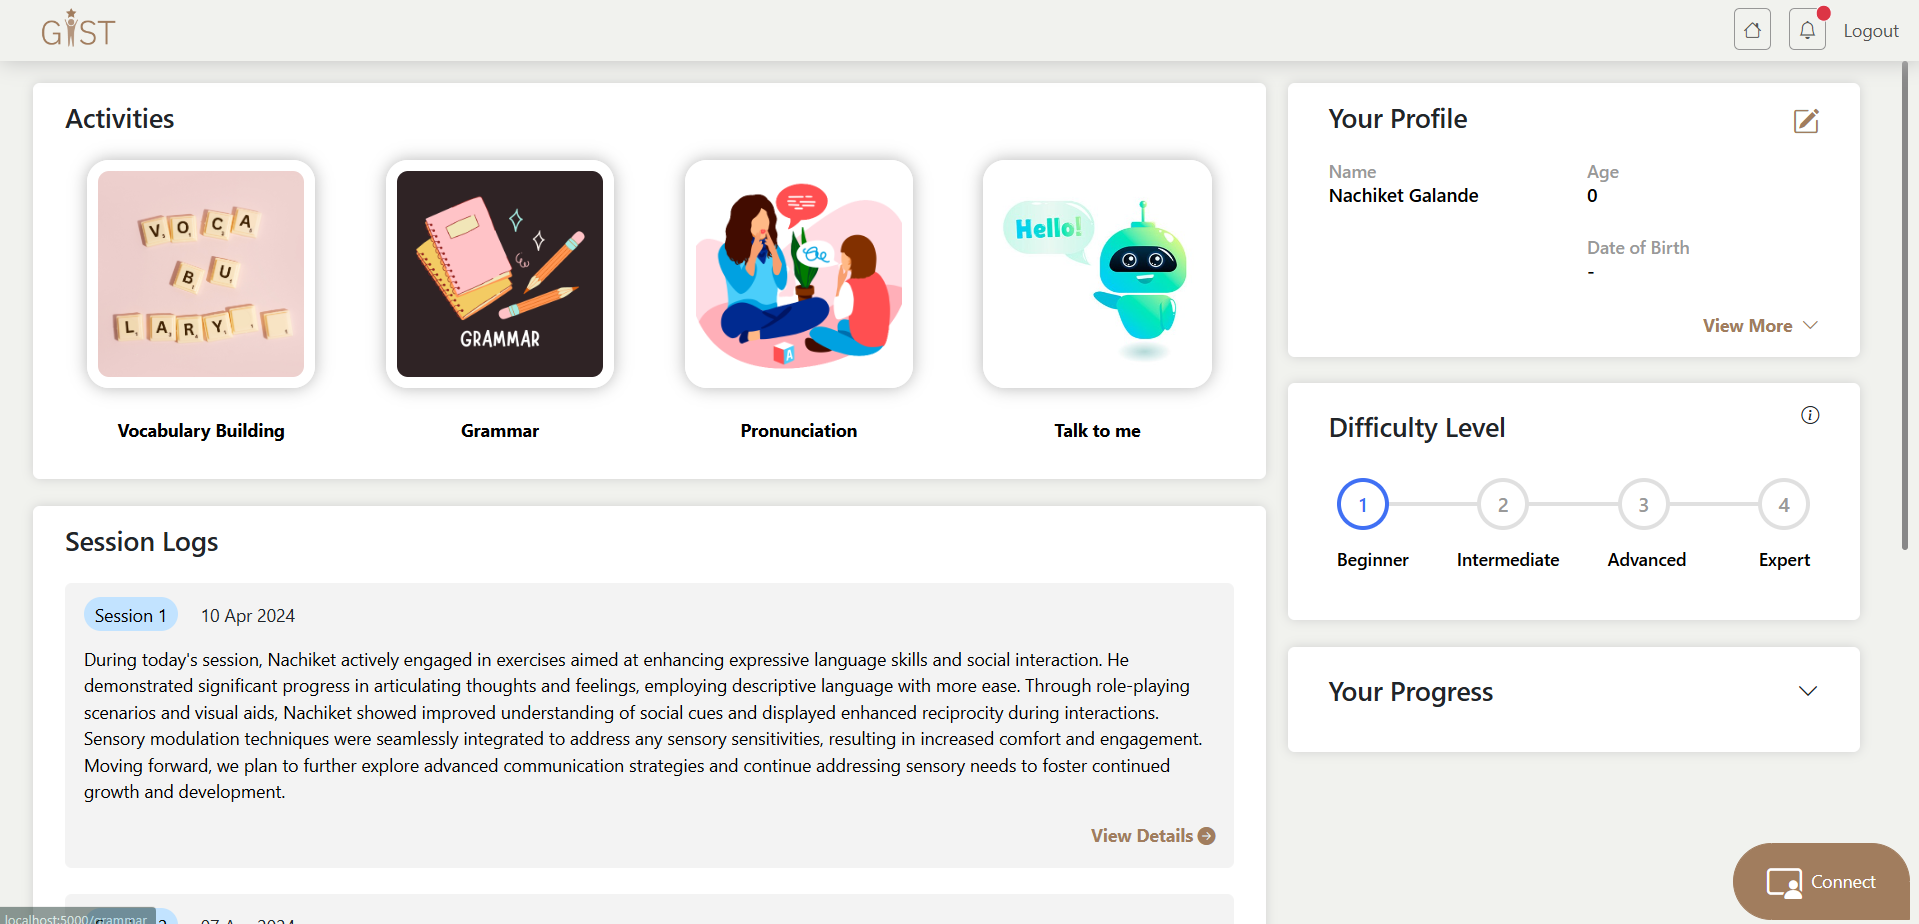 GIST
Logout
Activities
VOCA
BU
LARY
GRAMMAR
Hello!
A
Vocabulary Building
Grammar
Pronunciation
Talk to me
Session Logs
Session 1
10 Apr 2024
During today's session, Nachiket actively engaged in exercises aimed at enhancing expressive language skills and social interaction. He
demonstrated significant progress in articulating thoughts and feelings, employing descriptive language with more ease. Through role-playing
scenarios and visual aids, Nachiket showed improved understanding of social cues and displayed enhanced reciprocity during interactions.
Sensory modulation techniques were seamlessly integrated to address any sensory sensitivities, resulting in increased comfort and engagement.
Moving forward, we plan to further explore advanced communication strategies and continue addressing sensory needs to foster continued
growth and development.
View Details
localhost:5000/grammar
Your Profile
Name
Nachiket Galande
Age
0
Date of Birth
-
View More
Difficulty Level
1
2
3
4
Beginner
Intermediate
Advanced
Expert
Your Progress
Connect